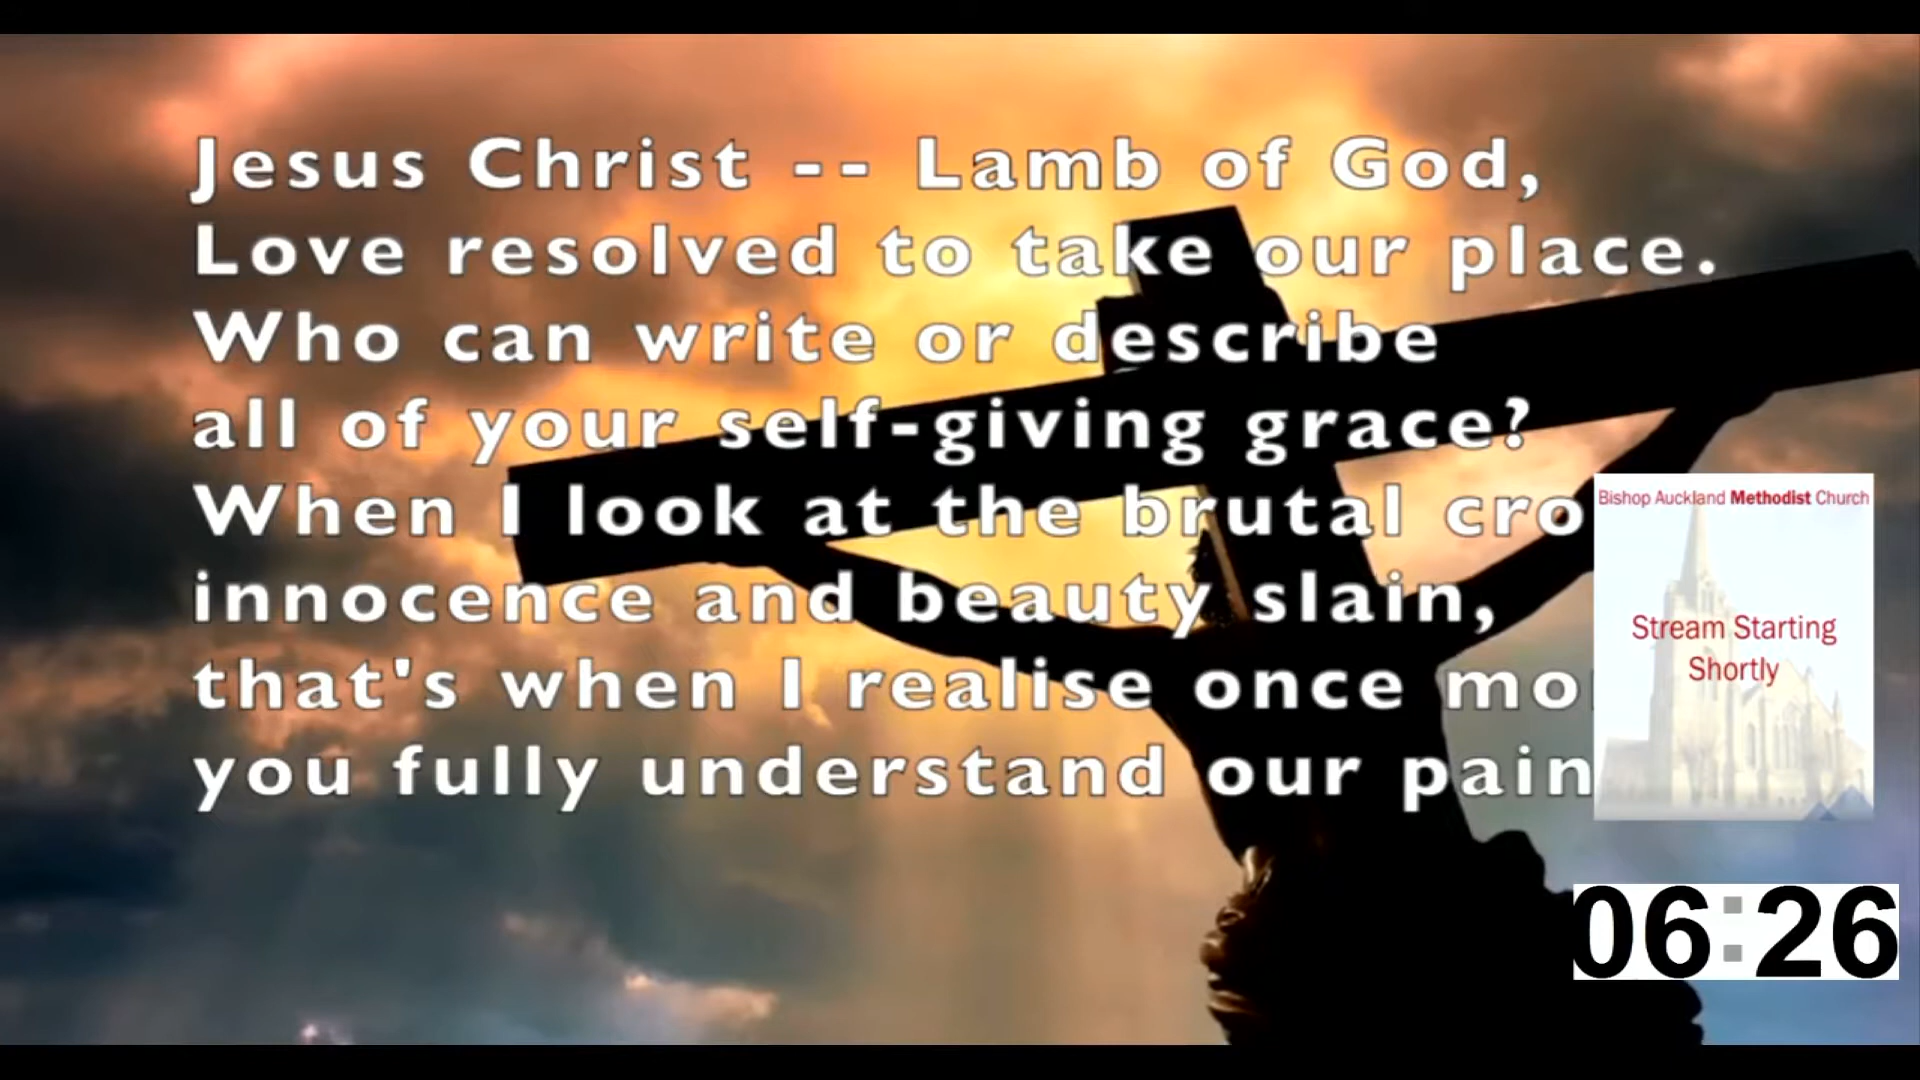 Jesus Christ -- Lamb of God,
Love resolved to take our place.
Who can write or describe
all of your self-giving grace?
When I look at the brutal cro
innocence and beauty slain,
that's when I realise once mo
you fully understand our pain
Bishop Auckland Methodist Church
Stream Starting
Shortly
06:26